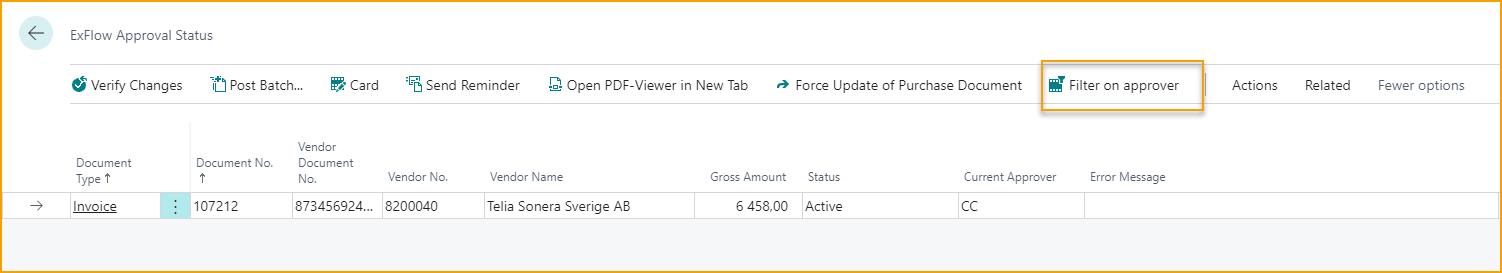 ExFlow Approval Status
Verify Changes Post Batch... Card Send Reminder Open PDF-Viewer in New Tab Force Update of Purchase Document Filter on approver Actions Related Fewer options
Document Type ↑ Document No. ↑ Vendor Document No. Vendor No. Vendor Name Gross Amount Status Current Approver Error Message
Invoice 107212 873456924... 8200040 Telia Sonera Sverige AB 6 458,00 Active CC